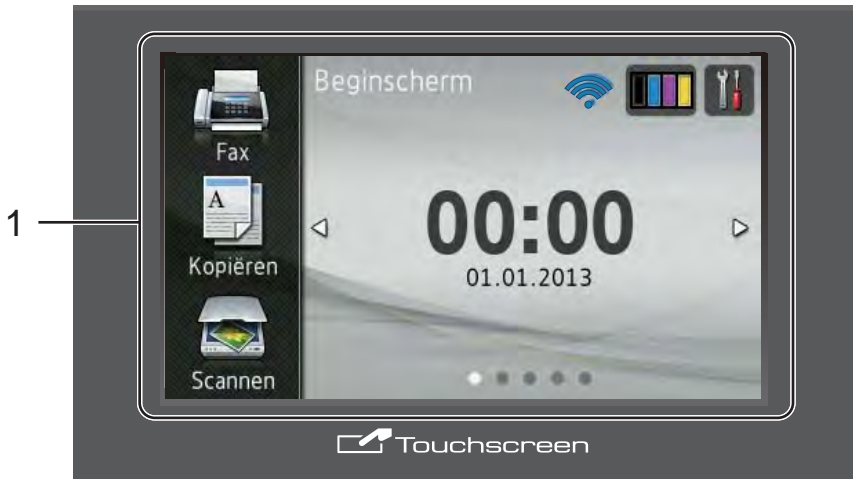 1
Fax
Kopiëren
Scannen
Beginscherm
00:00
01.01.2013
A
Touchscreen